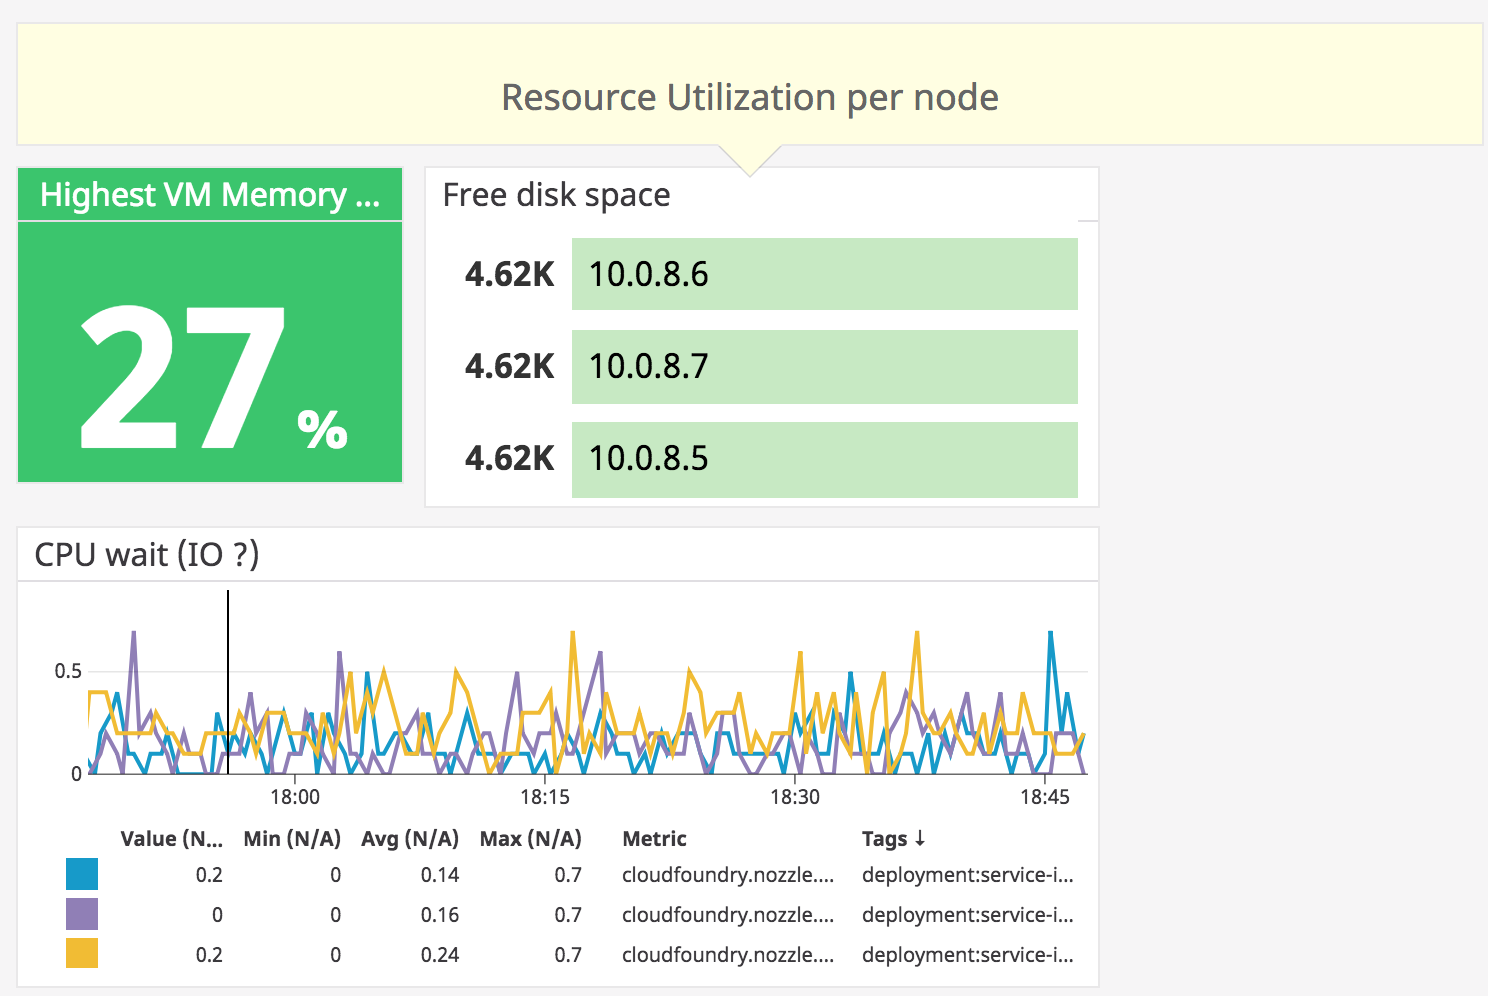 Resource Utilization per node
Highest VM Memory ...
27 %
Free disk space
4.62K 10.0.8.6
4.62K 10.0.8.7
4.62K 10.0.8.5
CPU wait (IO ?)
0.5
0
18:00 18:15 18:30 18:45
Value (N... Min (N/A) Avg (N/A) Max (N/A) Metric Tags ↓
0.2 0 0.14 0.7 cloudfoundry.nozzle.... deployment:service-i...
0 0 0.16 0.7 cloudfoundry.nozzle.... deployment:service-i...
0.2 0 0.24 0.7 cloudfoundry.nozzle.... deployment:service-i...